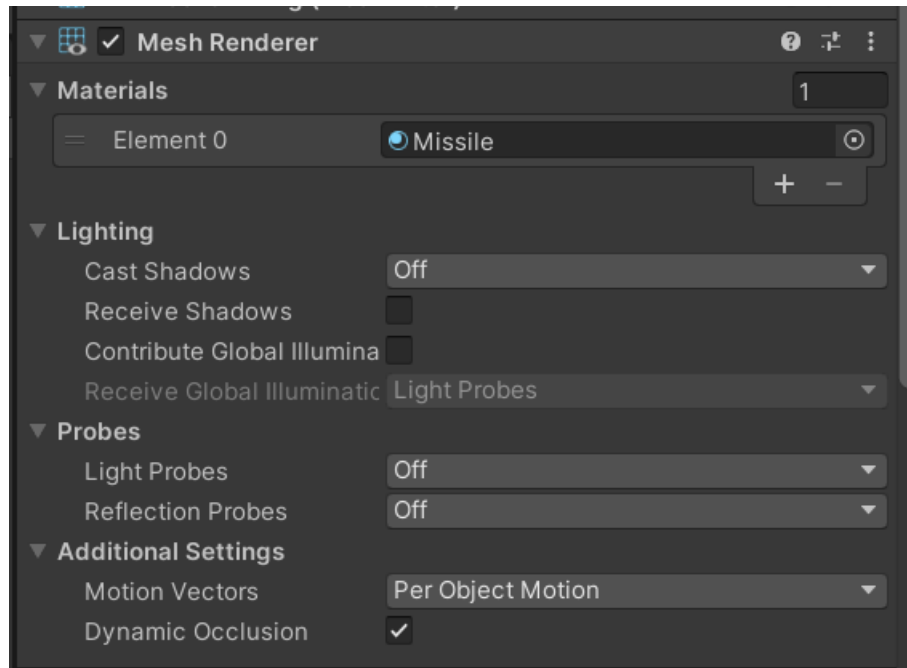 Mesh Renderer
Materials 1
Element 0 Missile
Lighting
Cast Shadows Off
Receive Shadows
Contribute Global Illumina
Receive Global Illuminatic Light Probes
Probes
Light Probes Off
Reflection Probes Off
Additional Settings
Motion Vectors Per Object Motion
Dynamic Occlusion